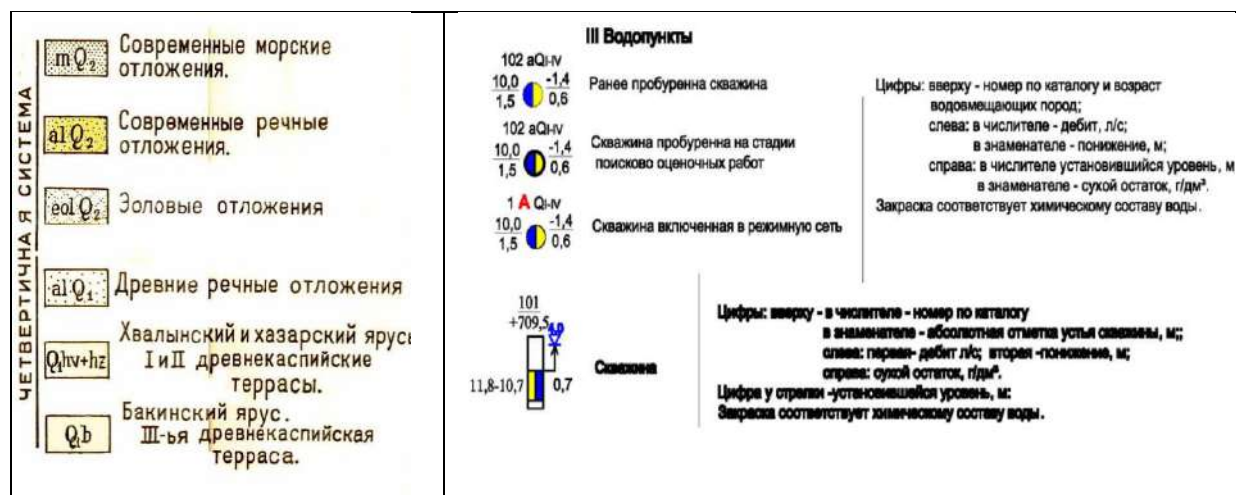 ЧЕТВЕРТИЧНАЯ СИСТЕМА
mQ₂ Современные морские
отложения.
alQ₂ Современные речные
отложения.
eolQ₂ Эоловые отложения
alQ₁ Древние речные отложения
Q₁hv+hz Хвалынский и хазарский ярусы
I и II древнекаспийские
террасы.
Q₁b Бакинский ярус.
III-ья древнекаспийская
терраса.
III Водопункты
102 aQI-IV
10,0 -1,4
1,5 0,6
Ранее пробуренна скважина
102 aQI-IV
10,0 -1,4
1,5 0,6
Скважина пробуренна на стадии
поисково оценочных работ
1 А QI-IV
10,0 -1,4
1,5 0,6
Скважина включенная в режимную сеть
Цифры: вверху - номер по каталогу и возраст
водовмещающих пород;
слева: в числителе - дебит, л/с;
в знаменателе - понижение, м;
справа: в числителе установившийся уровень, м
в знаменателе - сухой остаток, г/дм³.
Закраска соответствует химическому составу воды.
101
+709,5
11,8-10,7 0,7
Скважина
Цифры: вверху - в числителе - номер по каталогу
в знаменателе - абсолютная отметка устья скважины, м;;
слева: первая- дебит л/с; вторая -понижение, м;
справа: сухой остаток, г/дм³.
Цифра у стрелки -установившейся уровень, м:
Закраска соответствует химическому составу воды.